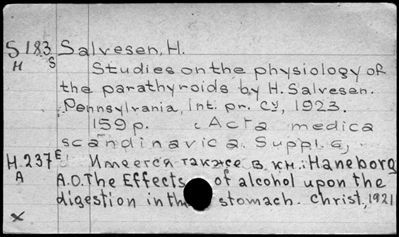 S 183 Salvesen, H.
H S Studies on the physiology of
the parathyroids by H. Salvesen.
Pennsylvania, Int. pr. Cy, 1923.
159 p. (Acta medica
scandinavica. Suppl. 6,
H.237 E Имеется также в кн.: Haneborg
A A.O. The Effects of alcohol upon the
digestion in the stomach. Christ, 1921
x